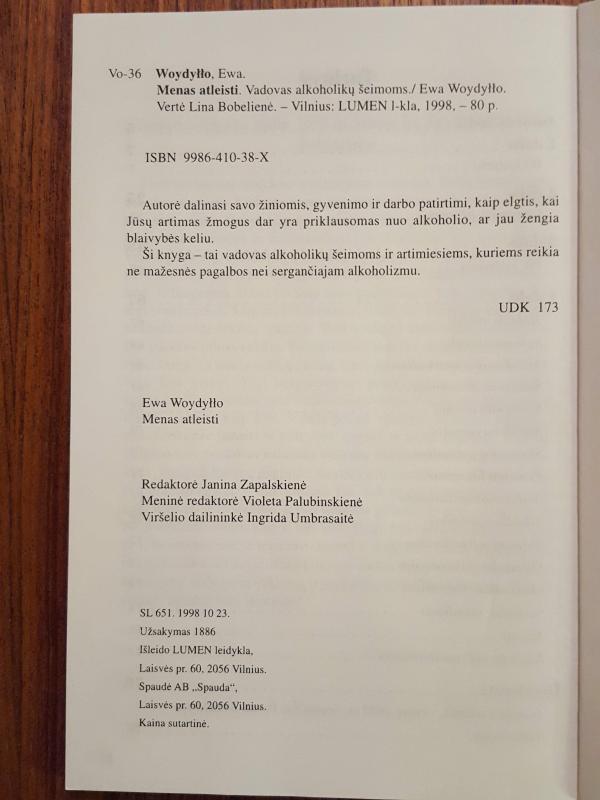 Vo-36 Woydyłło, Ewa.
Menas atleisti. Vadovas alkoholikų šeimoms./ Ewa Woydyłło.
Vertė Lina Bobelienė. – Vilnius: LUMEN l-kla, 1998, – 80 p.
ISBN 9986-410-38-X
Autorė dalinasi savo žiniomis, gyvenimo ir darbo patirtimi, kaip elgtis, kai
Jūsų artimas žmogus dar yra priklausomas nuo alkoholio, ar jau žengia
blaivybės keliu.
Ši knyga – tai vadovas alkoholikų šeimoms ir artimiesiems, kuriems reikia
ne mažesnės pagalbos nei sergančiajam alkoholizmu.
UDK 173
Ewa Woydyłło
Menas atleisti
Redaktorė Janina Zapalskienė
Meninė redaktorė Violeta Palubinskienė
Viršelio dailininkė Ingrida Umbrasaitė
SL 651. 1998 10 23.
Užsakymas 1886
Išleido LUMEN leidykla,
Laisvės pr. 60, 2056 Vilnius.
Spaudė AB „Spauda“,
Laisvės pr. 60, 2056 Vilnius.
Kaina sutartinė.